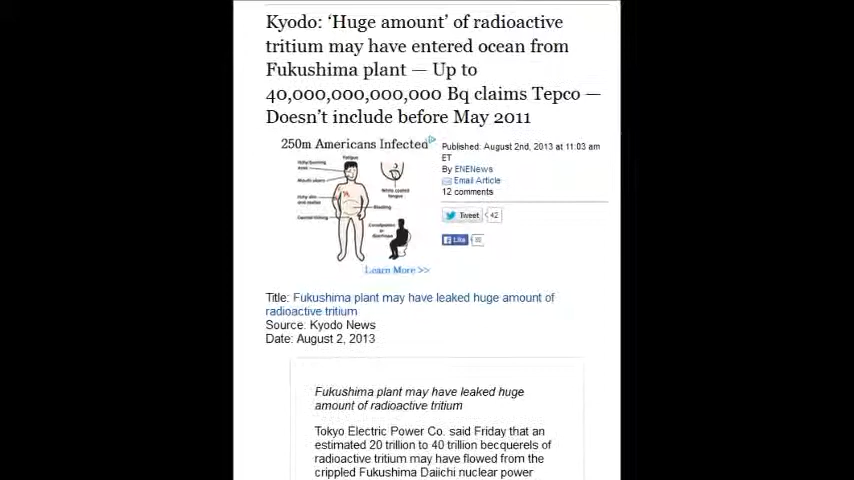 Kyodo: ‘Huge amount’ of radioactive
tritium may have entered ocean from
Fukushima plant — Up to
40,000,000,000,000 Bq claims Tepco —
Doesn’t include before May 2011
250m Americans Infected
Published: August 2nd, 2013 at 11:03 am
ET
By ENENews
Email Article
12 comments
Tweet
42
Like
Fatigue
White coated
tongue
Bloating
Learn More >>
Title: Fukushima plant may have leaked huge amount of
radioactive tritium
Source: Kyodo News
Date: August 2, 2013
Fukushima plant may have leaked huge
amount of radioactive tritium
Tokyo Electric Power Co. said Friday that an
estimated 20 trillion to 40 trillion becquerels of
radioactive tritium may have flowed from the
crippled Fukushima Daiichi nuclear power